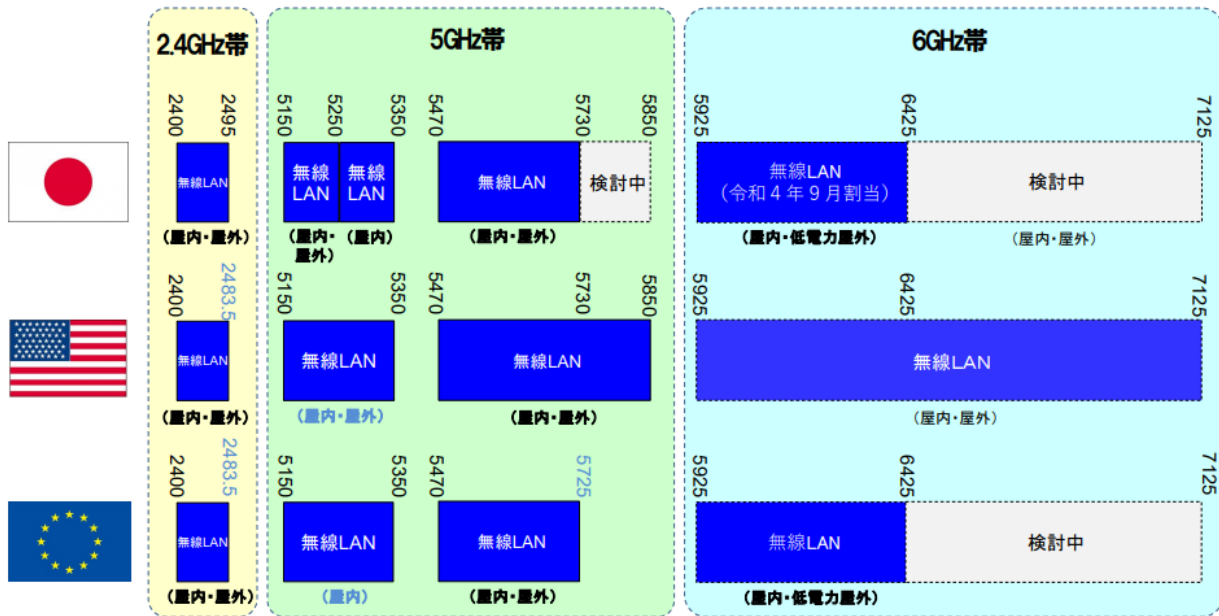 2.4GHz帯
5GHz帯
6GHz帯
2400
2495
5150
5250
5350
5470
5730
5850
5925
6425
7125
無線LAN
無線
LAN
無線
LAN
無線LAN
検討中
無線LAN
(令和4年9月割当)
検討中
(屋内・屋外)
(屋内・
屋外)
(屋内)
(屋内・屋外)
(屋内・低電力屋外)
(屋内・屋外)
2400
2483.5
5150
5350
5470
5730
5850
5925
6425
7125
無線LAN
無線LAN
無線LAN
無線LAN
(屋内・屋外)
(屋内・屋外)
(屋内・屋外)
(屋内・屋外)
2400
2483.5
5150
5350
5470
5725
5925
6425
7125
無線LAN
無線LAN
無線LAN
無線LAN
検討中
(屋内・屋外)
(屋内)
(屋内・屋外)
(屋内・低電力屋外)